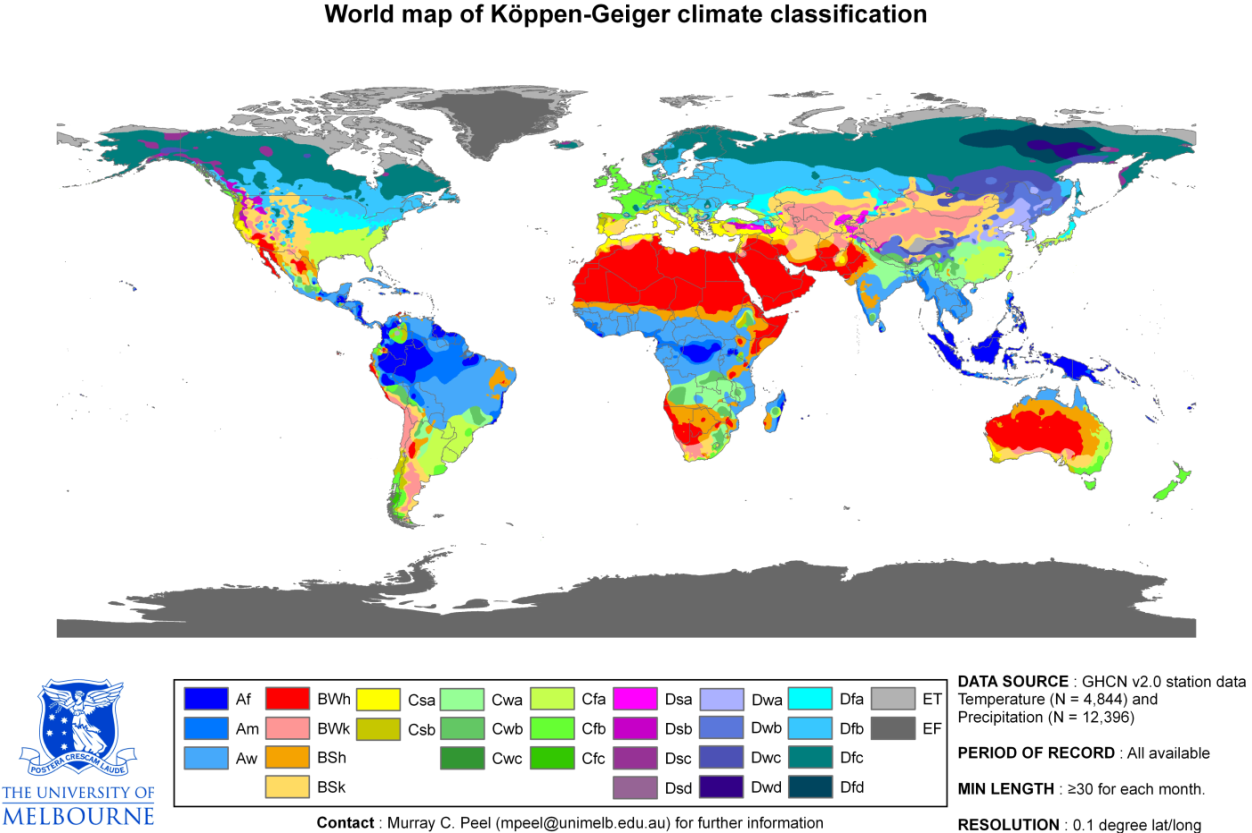 World map of Köppen-Geiger climate classification
Af BWh Csa Cwa Cfa Dsa Dwa Dfa ET
Am BWk Csb Cwb Cfb Dsb Dwb Dfb EF
Aw BSh Cwc Cfc Dsc Dwc Dfc
BSk Dsd Dwd Dfd
DATA SOURCE : GHCN v2.0 station data
Temperature (N = 4,844) and
Precipitation (N = 12,396)
PERIOD OF RECORD : All available
MIN LENGTH : ≥30 for each month.
RESOLUTION : 0.1 degree lat/long
POSTERA CRESCAM LAUDE
THE UNIVERSITY OF
MELBOURNE
Contact : Murray C. Peel (mpeel@unimelb.edu.au) for further information